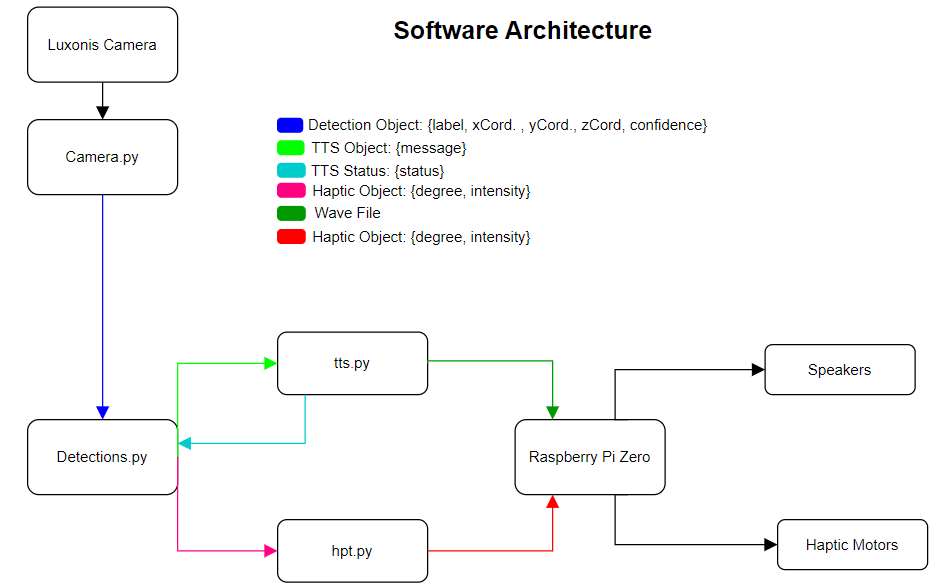 Software Architecture
Luxonis Camera
Camera.py
Detection Object: {label, xCord. , yCord., zCord, confidence}
TTS Object: {message}
TTS Status: {status}
Haptic Object: {degree, intensity}
Wave File
Haptic Object: {degree, intensity}
tts.py
Speakers
Detections.py
Raspberry Pi Zero
hpt.py
Haptic Motors